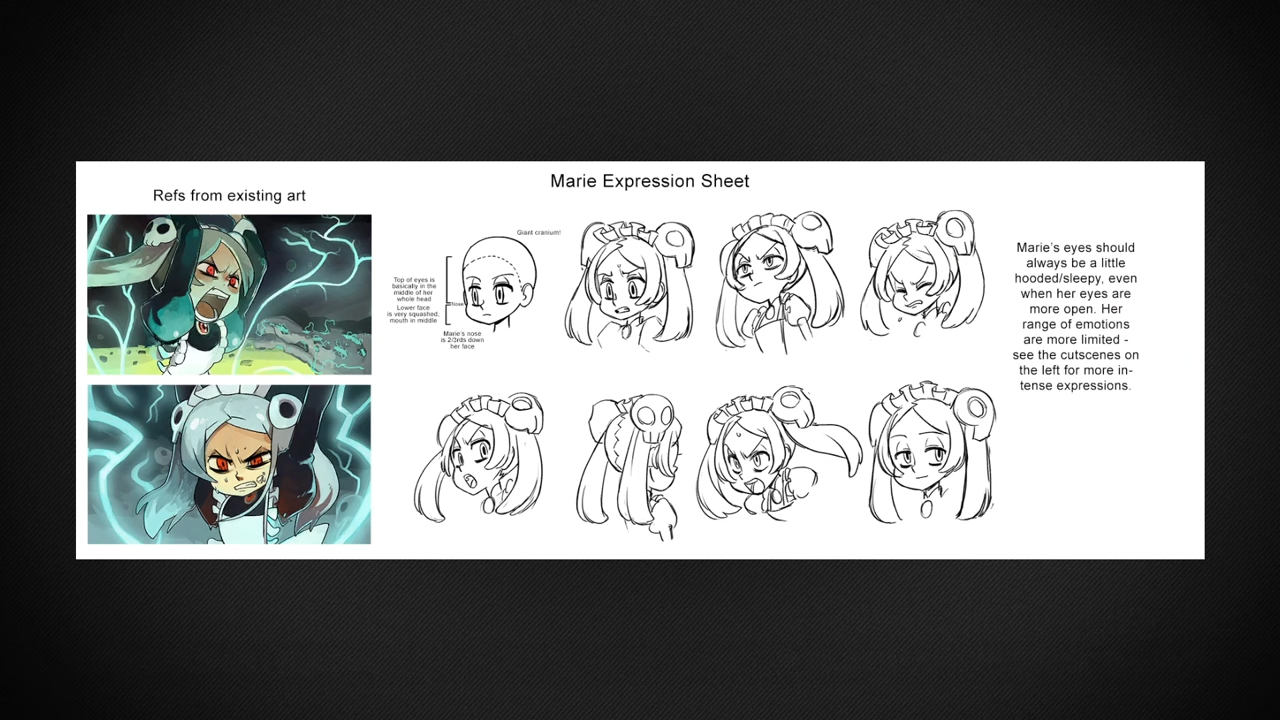 Marie Expression Sheet
Refs from existing art
Giant cranium!
Top of eyes is
basically in the
middle of her
whole head
Lower face
is very squashed;
mouth in middle
Nose
Marie's nose
is 2/3rds down
her face
Marie's eyes should
always be a little
hooded/sleepy, even
when her eyes are
more open. Her
range of emotions
are more limited -
see the cutscenes on
the left for more in-
tense expressions.